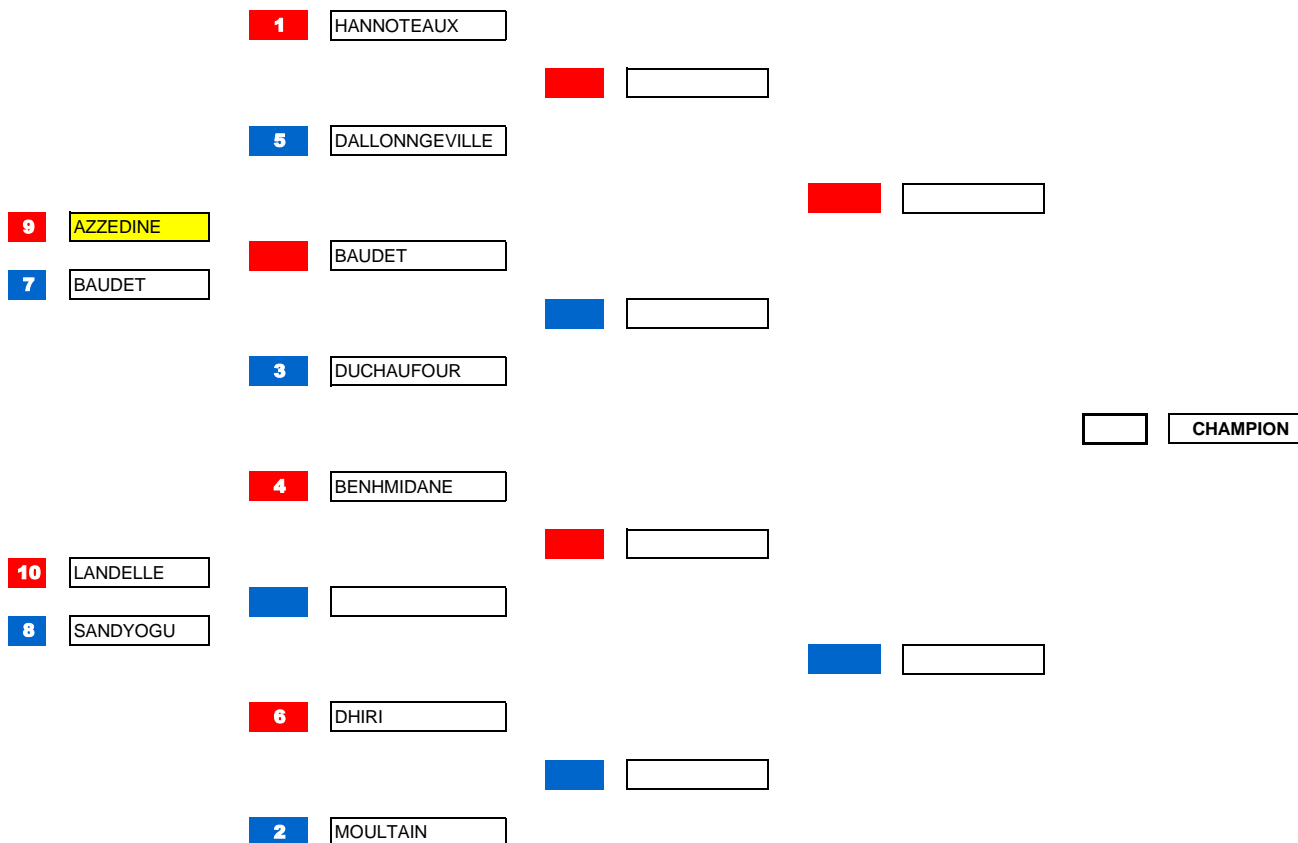 1 HANNOTEAUX
5 DALLONNGEVILLE
9 AZZEDINE
BAUDET
7 BAUDET
3 DUCHAUFOUR
CHAMPION
4 BENHMIDANE
10 LANDELLE
8 SANDYOGU
6 DHIRI
2 MOULTAIN